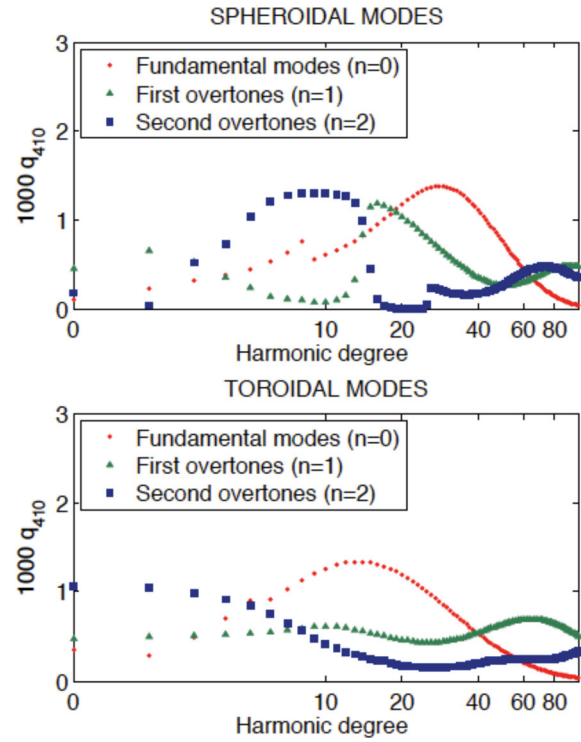 SPHEROIDAL MODES
3
2
1
0
1000 q410
Fundamental modes (n=0)
First overtones (n=1)
Second overtones (n=2)
0 10 20 40 60 80
Harmonic degree
TOROIDAL MODES
3
2
1
0
1000 q410
Fundamental modes (n=0)
First overtones (n=1)
Second overtones (n=2)
0 10 20 40 60 80
Harmonic degree